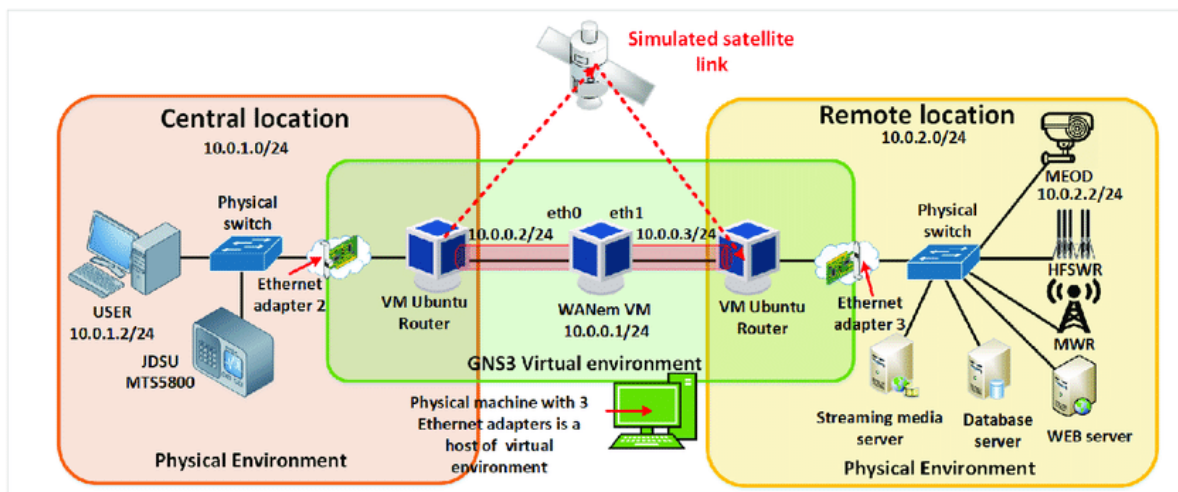 Simulated satellite
link
Central location
10.0.1.0/24
Remote location
10.0.2.0/24
MEOD
10.0.2.2/24
Physical
switch
eth0
eth1
Physical
switch
10.0.0.2/24
10.0.0.3/24
HFSWR
Ethernet
adapter 2
USER
10.0.1.2/24
VM Ubuntu
Router
WANem VM
10.0.0.1/24
VM Ubuntu
Router
Ethernet
adapter 3
MWR
JDSU
MTS5800
GNS3 Virtual environment
Physical machine with 3
Ethernet adapters is a
host of virtual
environment
Streaming media
server
Database
server
WEB server
Physical Environment
Physical Environment